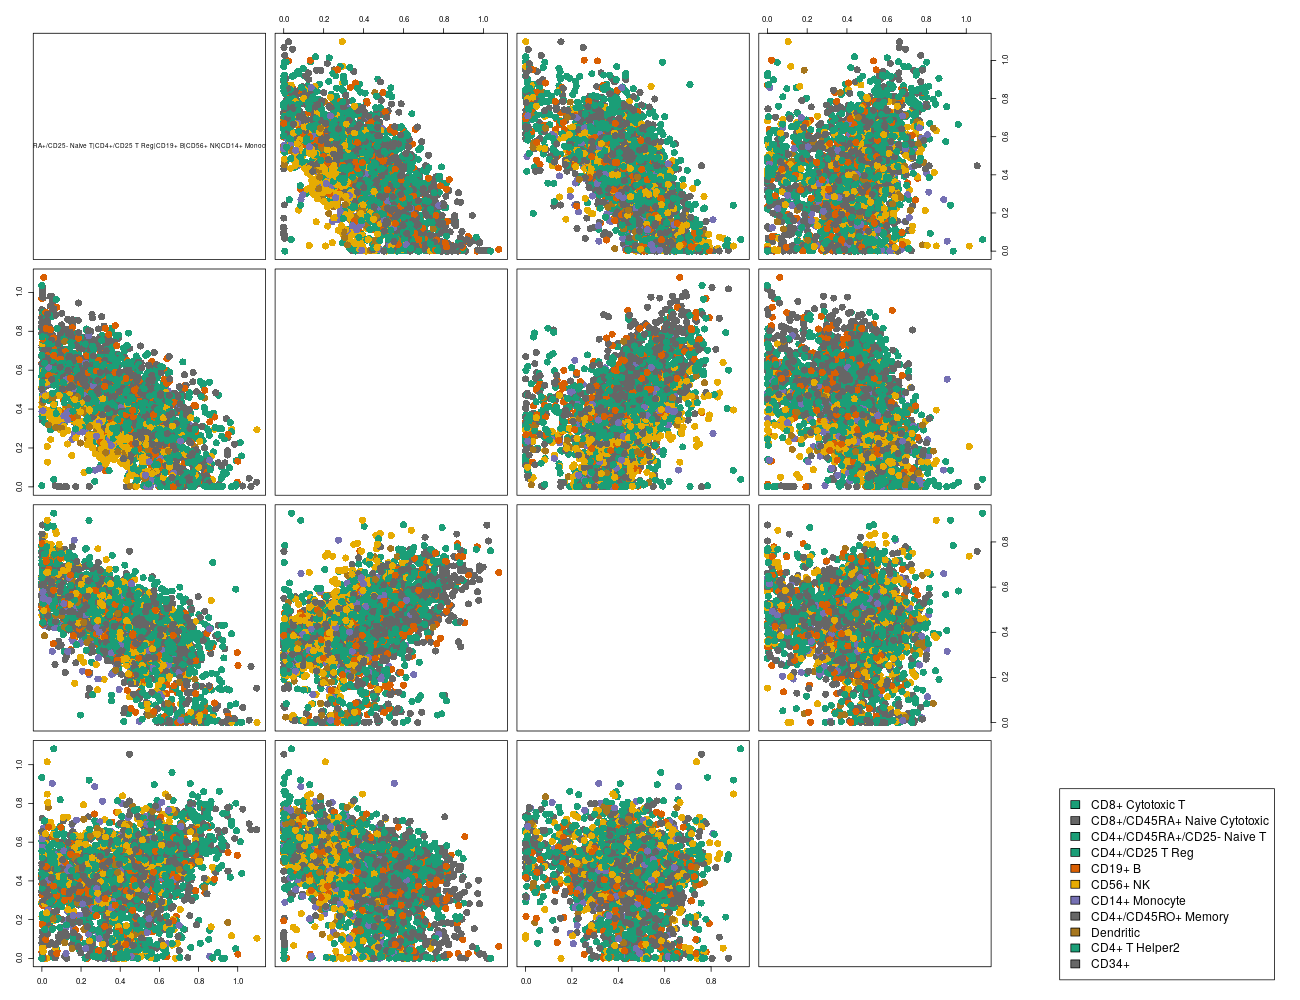 0.0 0.2 0.4 0.6 0.8 1.0 0.0 0.2 0.4 0.6 0.8 1.0
RA+/CD25- Naive T|CD4+/CD25 T Reg|CD19+ B|CD56+ NK|CD14+ Monoc
0.0 0.2 0.4 0.6 0.8 1.0
0.0 0.2 0.4 0.6 0.8 1.0
0.0 0.2 0.4 0.6 0.8
0.0 0.2 0.4 0.6 0.8 1.0
0.0 0.2 0.4 0.6 0.8 1.0 0.0 0.2 0.4 0.6 0.8
CD8+ Cytotoxic T
CD8+/CD45RA+ Naive Cytotoxic
CD4+/CD45RA+/CD25- Naive T
CD4+/CD25 T Reg
CD19+ B
CD56+ NK
CD14+ Monocyte
CD4+/CD45RO+ Memory
Dendritic
CD4+ T Helper2
CD34+